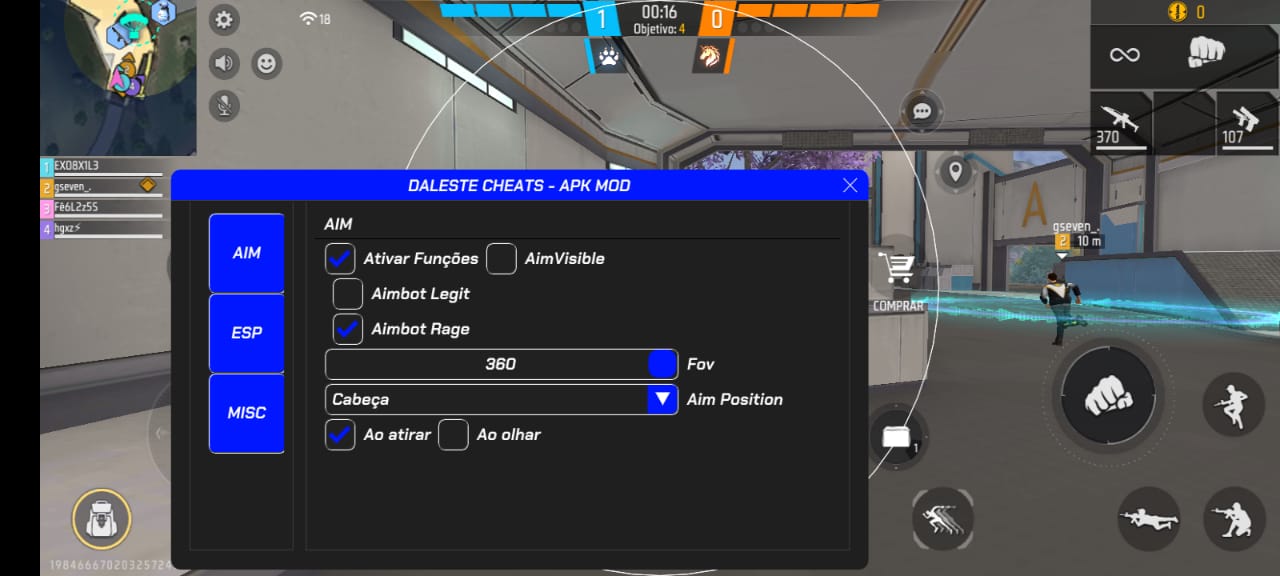 18
1
00:16
0
Objetivo: 4
0
370
107
1 EXO8X1L3
2 gseven_.
3 Fê6L2z5S
4 hgxz⚡
DALESTE CHEATS - APK MOD
AIM
ESP
MISC
AIM
Ativar Funções AimVisible
Aimbot Legit
Aimbot Rage
360 Fov
Cabeça Aim Position
Ao atirar Ao olhar
A
gseven_.
2 10 m
COMPRAR
1
19846667020325724